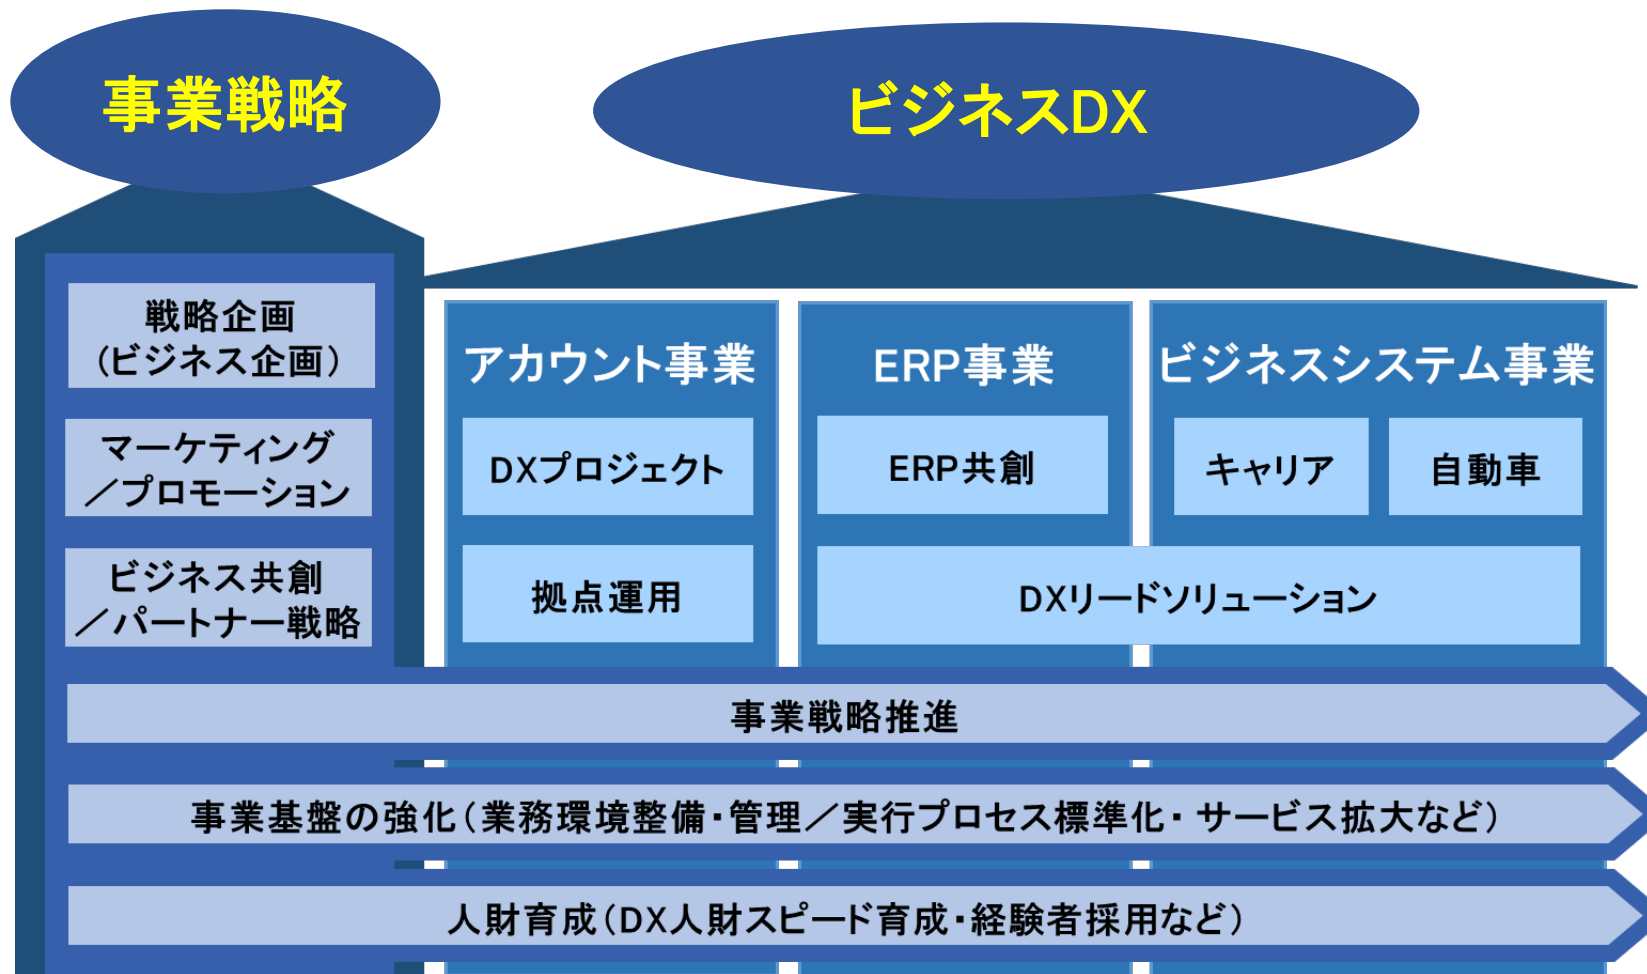 事業戦略
ビジネスDX
戦略企画
（ビジネス企画）
マーケティング
／プロモーション
ビジネス共創
／パートナー戦略
アカウント事業
DXプロジェクト
拠点運用
ERP事業
ERP共創
ビジネスシステム事業
キャリア
自動車
DXリードソリューション
事業戦略推進
事業基盤の強化（業務環境整備・管理／実行プロセス標準化・サービス拡大など）
人財育成（DX人財スピード育成・経験者採用など）